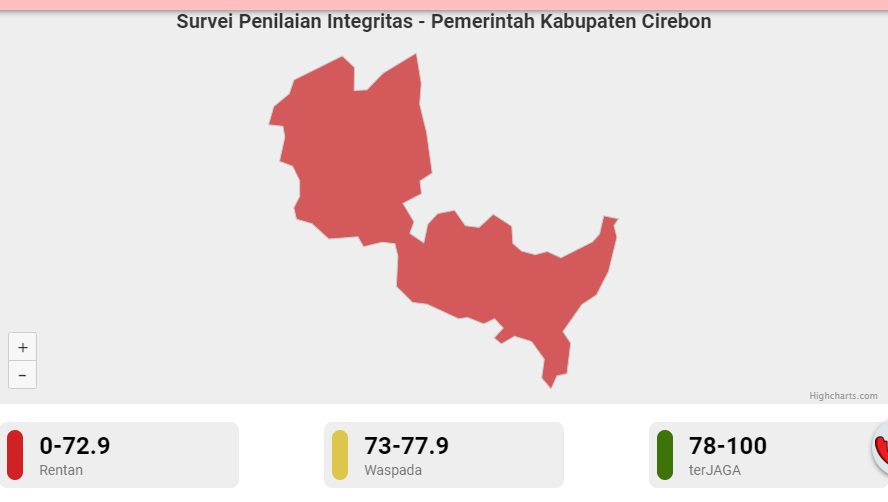 Survei Penilaian Integritas - Pemerintah Kabupaten Cirebon
+
−
Highcharts.com
0-72.9
Rentan
73-77.9
Waspada
78-100
terJAGA